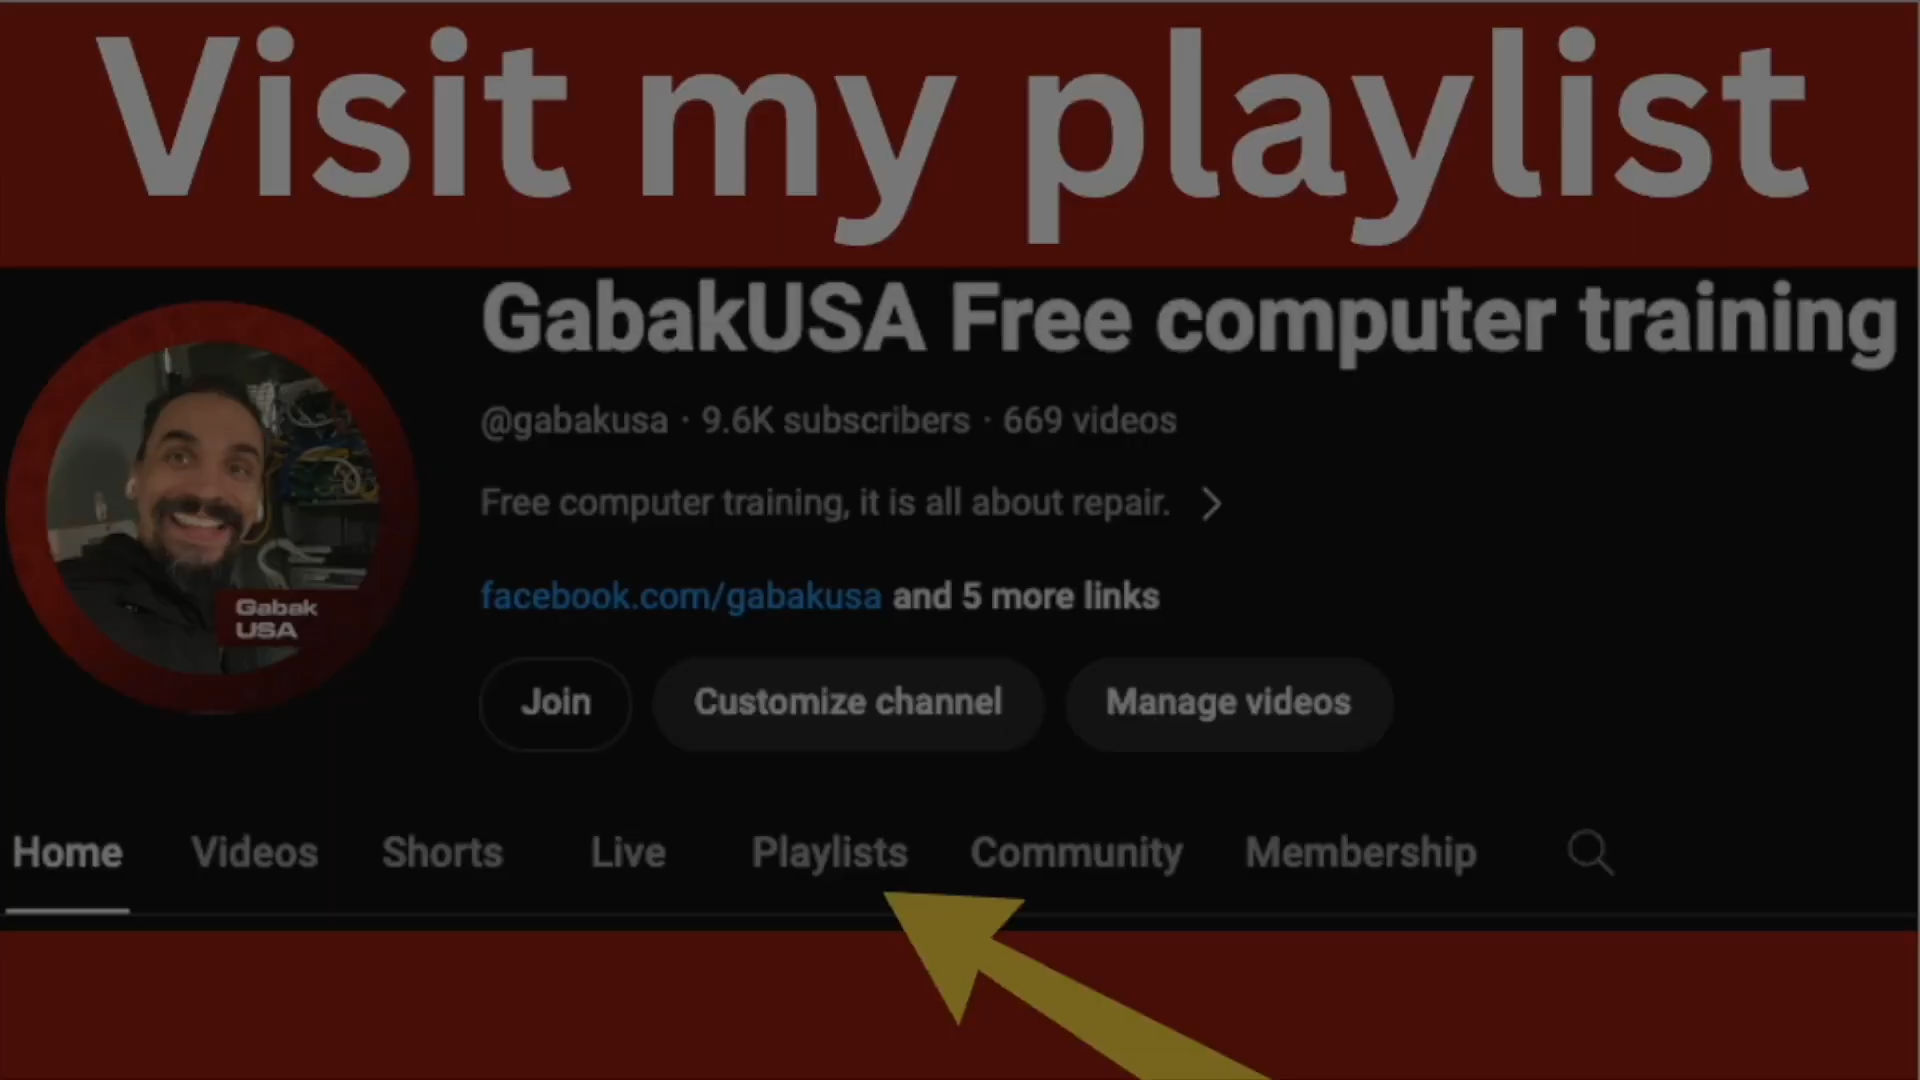 Visit my playlist
GabakUSA Free computer training
@gabakusa · 9.6K subscribers · 669 videos
Free computer training, it is all about repair. >
facebook.com/gabakusa and 5 more links
Gabak
USA
Join Customize channel Manage videos
Home Videos Shorts Live Playlists Community Membership